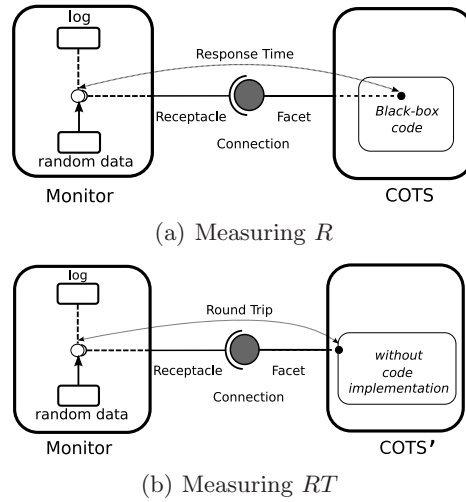 log
Response Time
Black-box
code
Receptacle
Facet
random data
Connection
Monitor
COTS
(a) Measuring R
log
Round Trip
without
code
implementation
Receptacle
Facet
random data
Connection
Monitor
COTS'
(b) Measuring RT